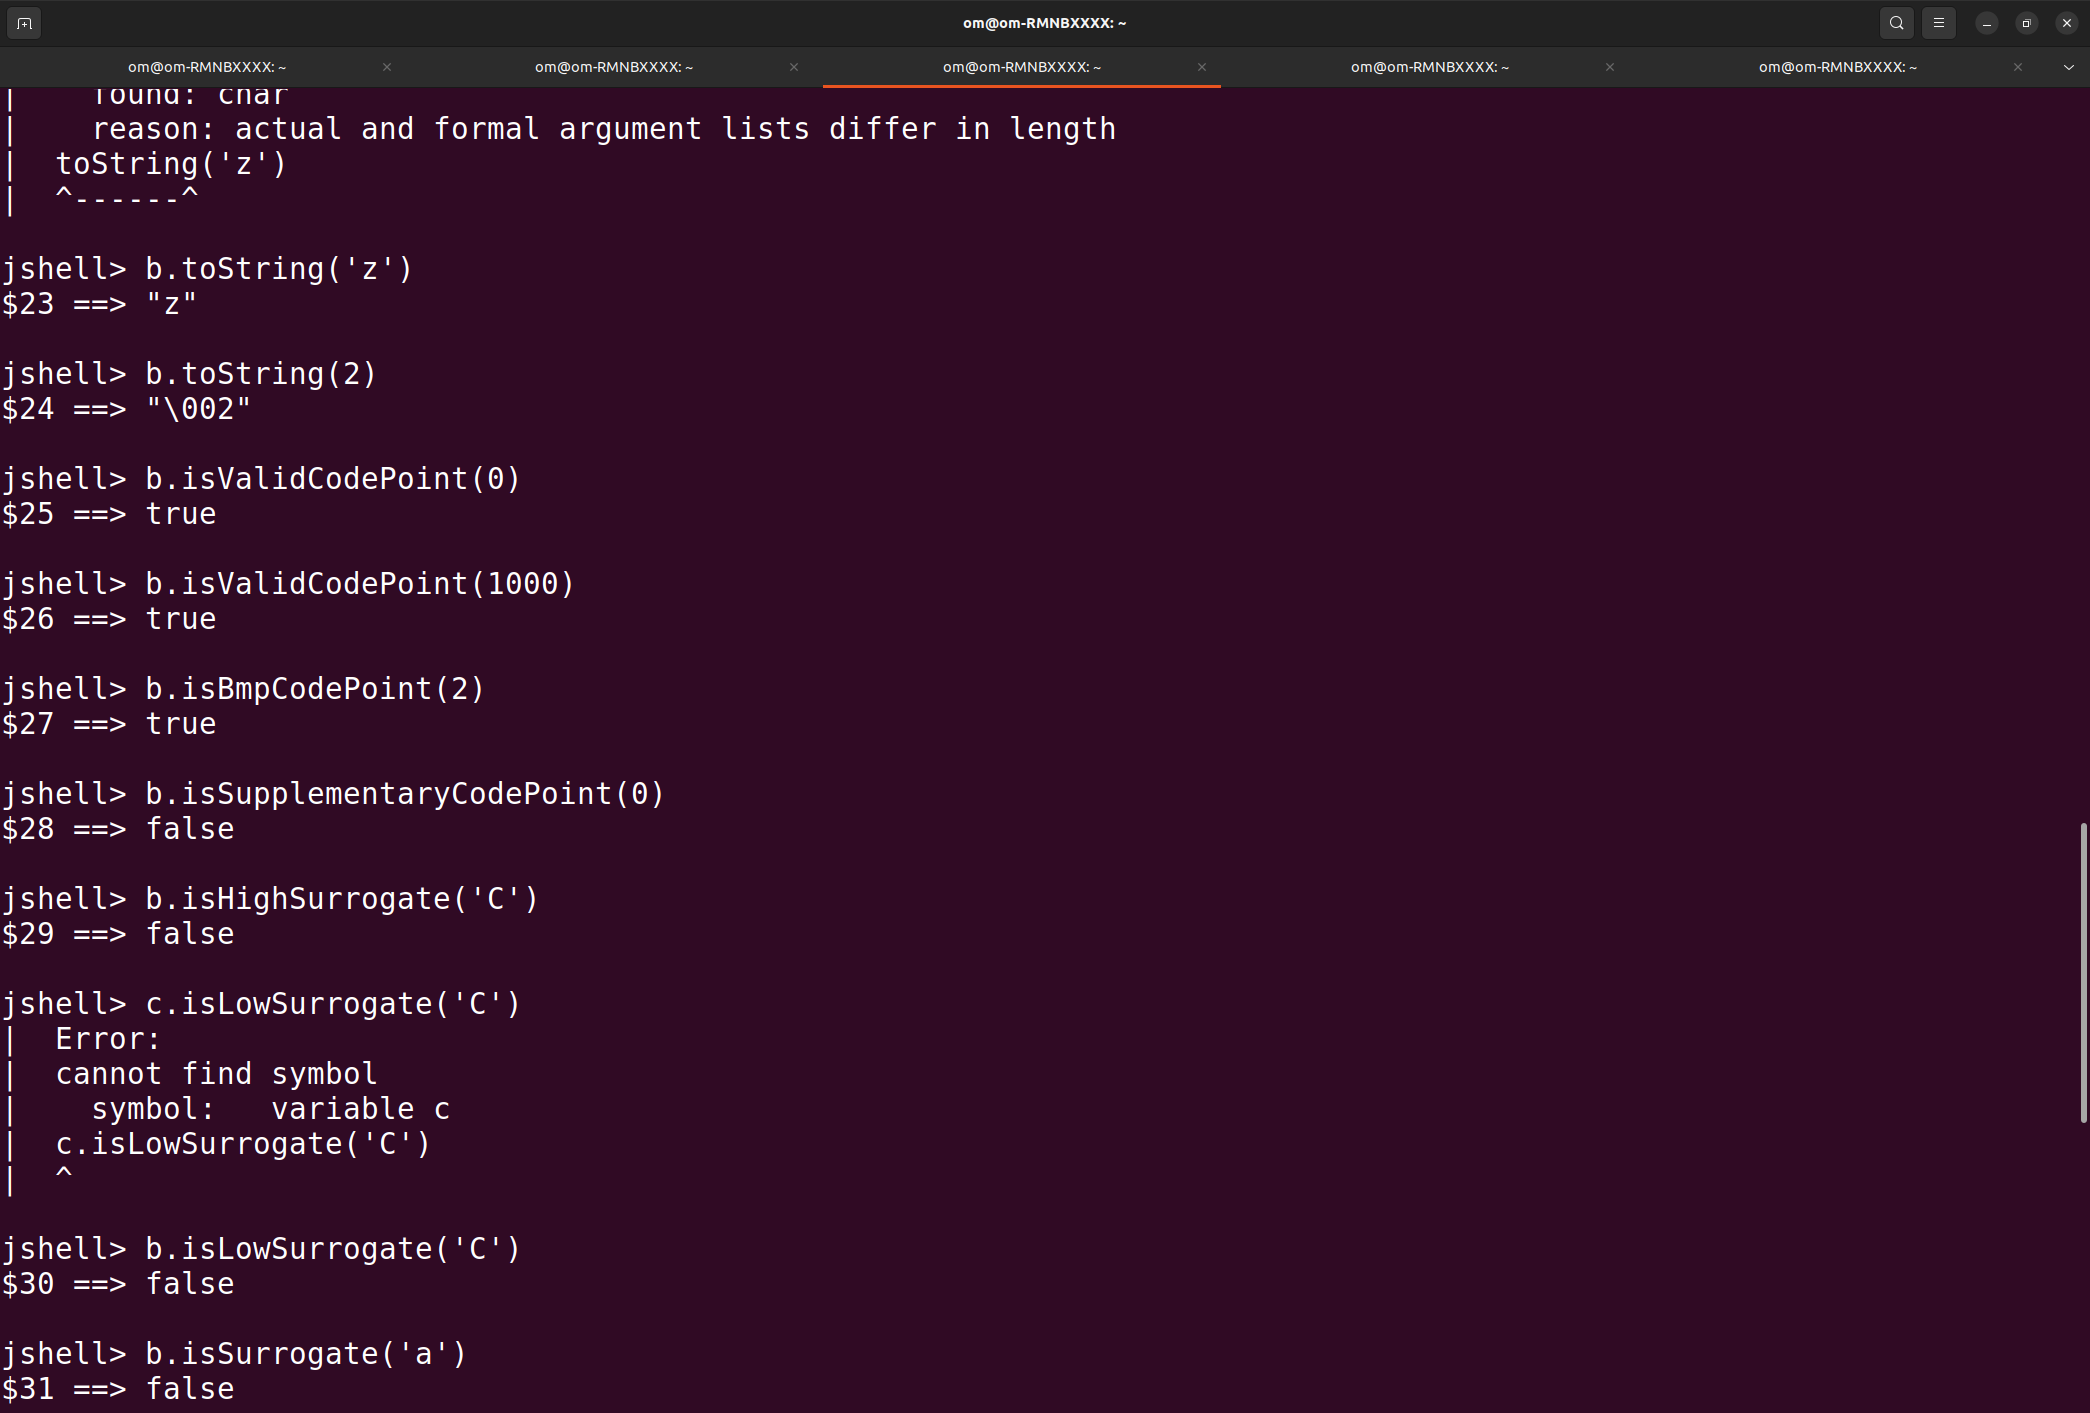 om@om-RMNBXXXX: ~
om@om-RMNBXXXX: ~ om@om-RMNBXXXX: ~ om@om-RMNBXXXX: ~ om@om-RMNBXXXX: ~ om@om-RMNBXXXX: ~
|    found: char
|    reason: actual and formal argument lists differ in length
|  toString('z')
|  ^------^
jshell> b.toString('z')
$23 ==> "z"
jshell> b.toString(2)
$24 ==> "\002"
jshell> b.isValidCodePoint(0)
$25 ==> true
jshell> b.isValidCodePoint(1000)
$26 ==> true
jshell> b.isBmpCodePoint(2)
$27 ==> true
jshell> b.isSupplementaryCodePoint(0)
$28 ==> false
jshell> b.isHighSurrogate('C')
$29 ==> false
jshell> c.isLowSurrogate('C')
|  Error:
|  cannot find symbol
|    symbol:   variable c
|  c.isLowSurrogate('C')
|  ^
jshell> b.isLowSurrogate('C')
$30 ==> false
jshell> b.isSurrogate('a')
$31 ==> false